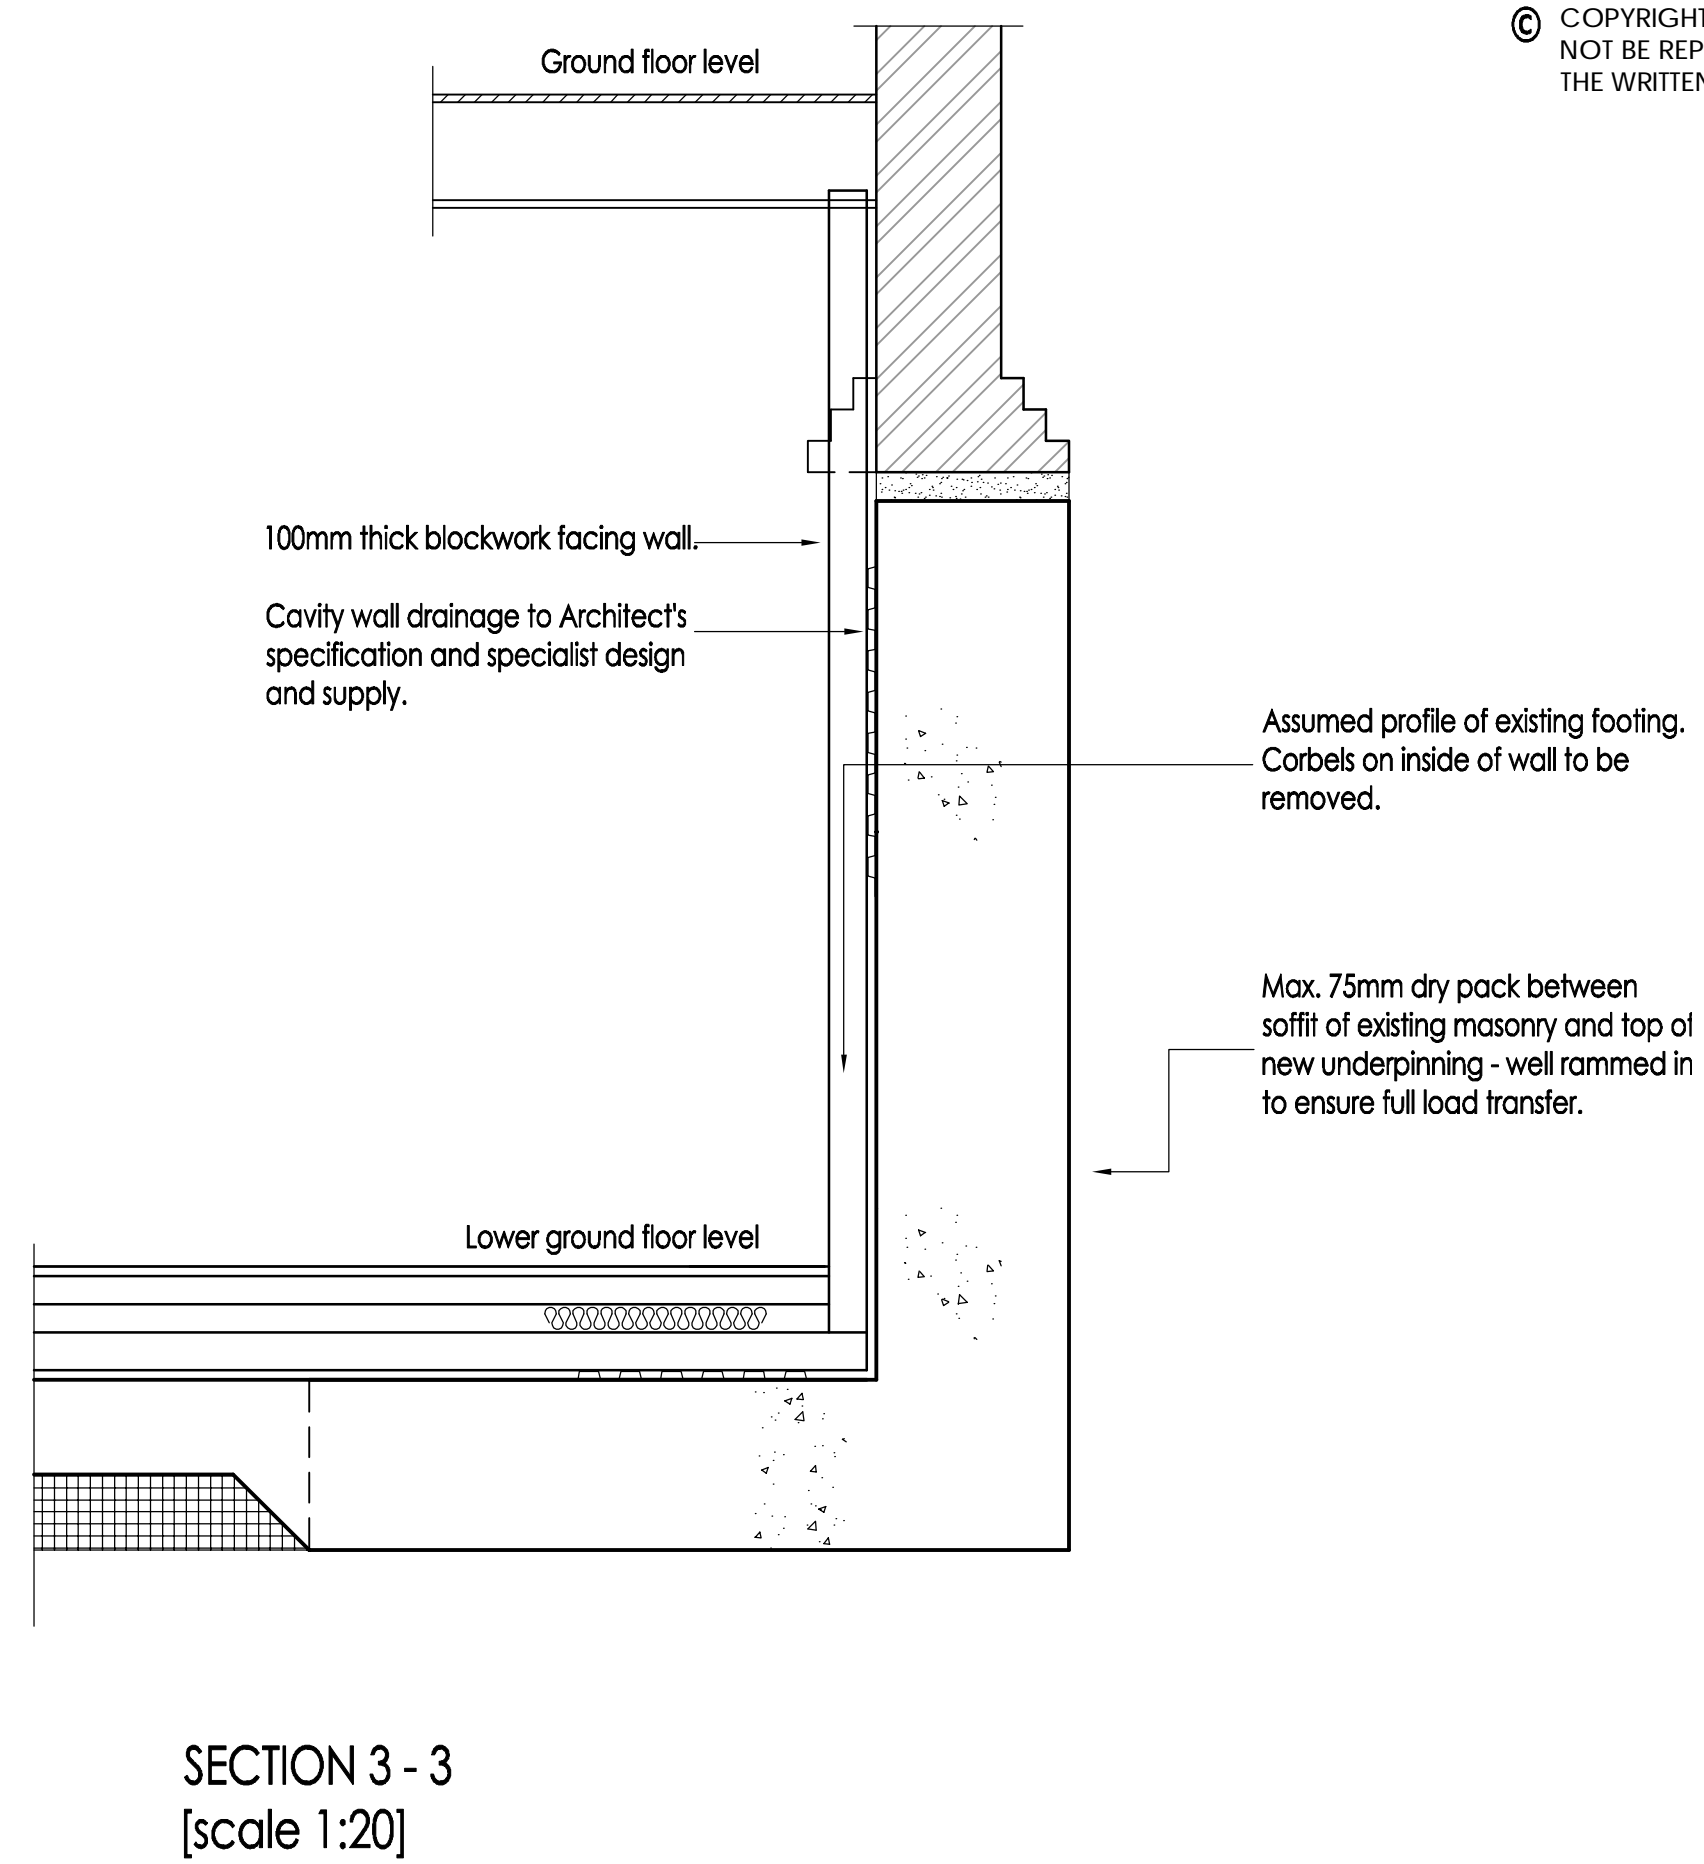 © COPYRIGHT
NOT BE REP
THE WRITTEN
Ground floor level
100mm thick blockwork facing wall.
Cavity wall drainage to Architect's
specification and specialist design
and supply.
Assumed profile of existing footing.
Corbels on inside of wall to be
removed.
Max. 75mm dry pack between
soffit of existing masonry and top of
new underpinning - well rammed in
to ensure full load transfer.
Lower ground floor level
SECTION 3 - 3
[scale 1:20]